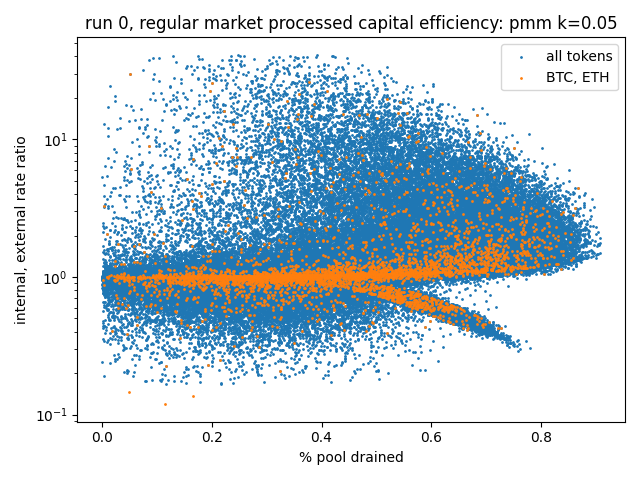 run 0, regular market processed capital efficiency: pmm k=0.05
all tokens
BTC, ETH
internal, external rate ratio
10¹
10⁰
10⁻¹
0.0 0.2 0.4 0.6 0.8
% pool drained